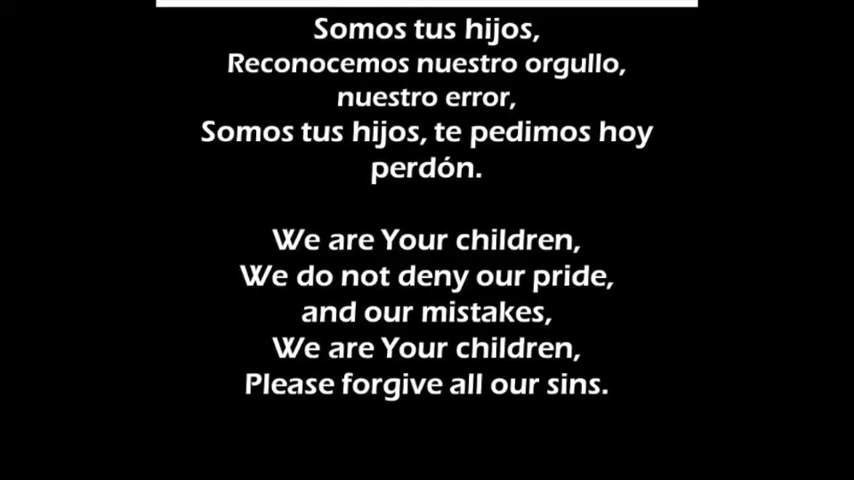 Somos tus hijos,
Reconocemos nuestro orgullo,
nuestro error,
Somos tus hijos, te pedimos hoy
perdón.
We are Your children,
We do not deny our pride,
and our mistakes,
We are Your children,
Please forgive all our sins.